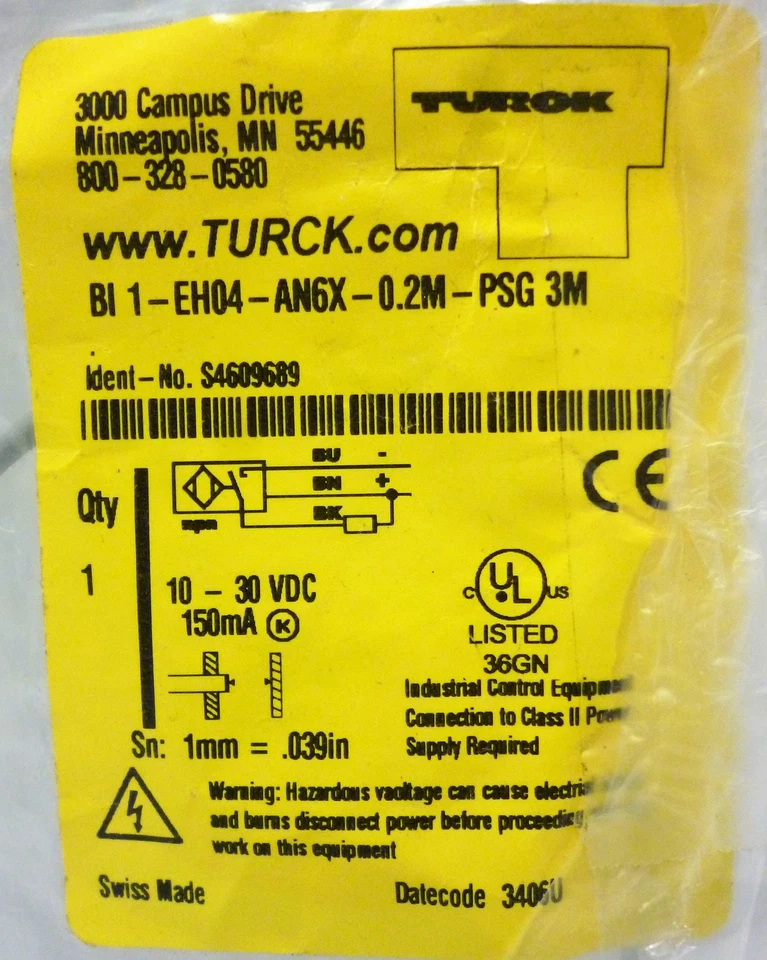 TURCK
3000 Campus Drive
Minneapolis, MN 55446
800-328-0580
www.TURCK.com
BI 1-EH04-AN6X-0.2M-PSG 3M
Ident-No. S4609689
BU -
BN +
BK
npn
CE
Qty
1
10 - 30 VDC
150mA K
C UL US
LISTED
36GN
Industrial Control Equipment
Connection to Class II Power
Supply Required
Sn: 1mm = .039in
Warning: Hazardous vaoltage can cause electri
and burns disconnect power before proceeding,
work on this equipment
Swiss Made
Datecode 3406U